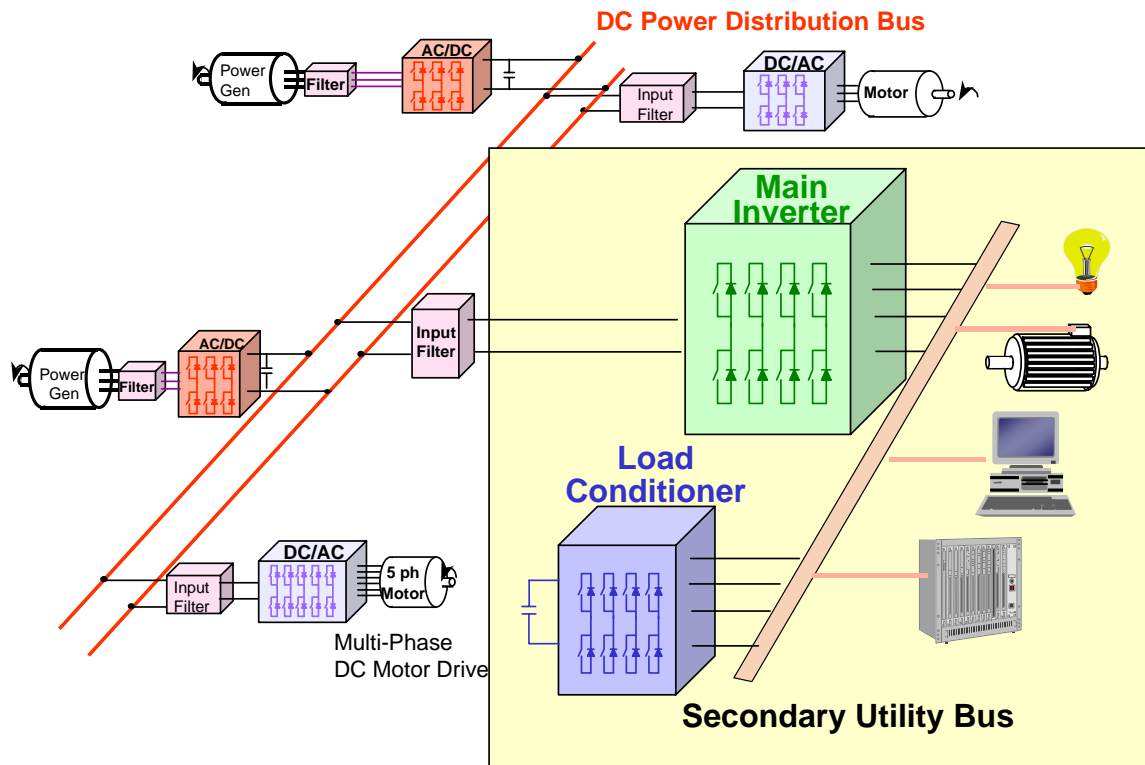 DC Power Distribution Bus
Power
Gen
Filter
AC/DC
Input
Filter
DC/AC
Motor
Main
Inverter
Power
Gen
Filter
AC/DC
Input
Filter
Load
Conditioner
Input
Filter
DC/AC
5 ph
Motor
Multi-Phase
DC Motor Drive
Secondary Utility Bus